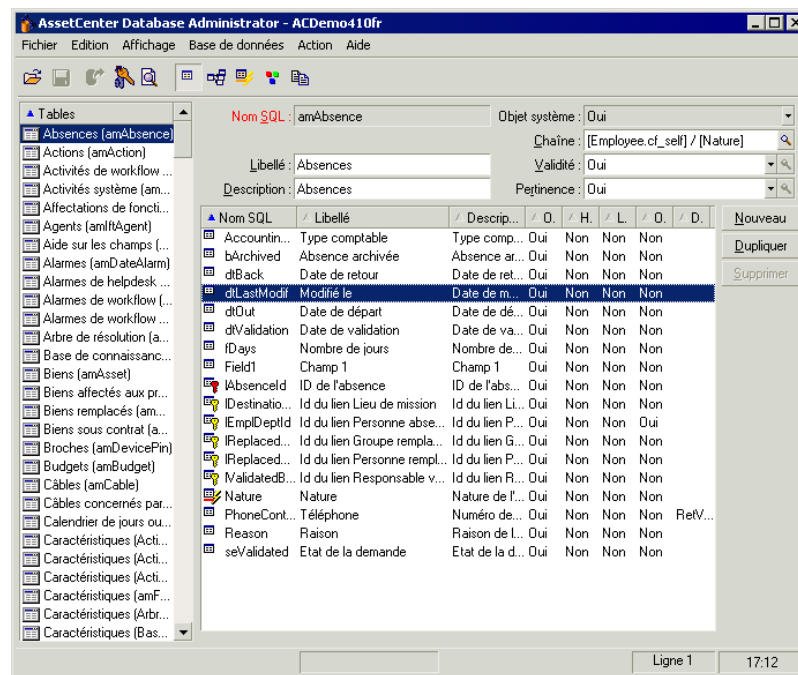 AssetCenter Database Administrator - ACDemo410fr
Fichier Edition Affichage Base de données Action Aide
Tables
Absences (amAbsence)
Actions (amAction)
Activités de workflow ...
Activités système (am...
Affectations de foncti...
Agents (amIftAgent)
Aide sur les champs (...
Alarmes (amDateAlarm)
Alarmes de helpdesk ...
Alarmes de workflow (...
Alarmes de workflow ...
Arbre de résolution (a...
Base de connaissanc...
Biens (amAsset)
Biens affectés aux pr...
Biens remplacés (am...
Biens sous contrat (a...
Broches (amDevicePin)
Budgets (amBudget)
Câbles (amCable)
Câbles concernés par...
Calendrier de jours ou...
Caractéristiques (Acti...
Caractéristiques (Acti...
Caractéristiques (Acti...
Caractéristiques (amF...
Caractéristiques (Arbr...
Caractéristiques (Bas...
Nom SQL : amAbsence Objet système : Oui
Chaîne : [Employee.cf_self] / [Nature]
Libellé : Absences Validité : Oui
Description : Absences Pertinence : Oui
Nom SQL Libellé Descrip... O. H. L. O. D.
Accountin... Type comptable Type comp... Oui Non Non Non
bArchived Absence archivée Absence ar... Oui Non Non Non
dtBack Date de retour Date de ret... Oui Non Non Non
dtLastModif Modifié le Date de m... Oui Non Non Non
dtOut Date de départ Date de dé... Oui Non Non Non
dtValidation Date de validation Date de va... Oui Non Non Non
fDays Nombre de jours Nombre de... Oui Non Non Non
Field1 Champ 1 Champ 1 Oui Non Non Non
lAbsenceId ID de l'absence ID de l'abs... Oui Non Non Non
lDestinatio... Id du lien Lieu de mission Id du lien Li... Oui Non Non Non
lEmplDeptId Id du lien Personne abse... Id du lien P... Oui Non Non Oui
lReplaced... Id du lien Groupe rempla... Id du lien G... Oui Non Non Non
lReplaced... Id du lien Personne rempl... Id du lien P... Oui Non Non Non
lValidatedB... Id du lien Responsable v... Id du lien R... Oui Non Non Non
Nature Nature Nature de l'... Oui Non Non Non
PhoneCont... Téléphone Numéro de... Oui Non Non Non RetV...
Reason Raison Raison de l... Oui Non Non Non
seValidated Etat de la demande Etat de la d... Oui Non Non Non
Nouveau
Dupliquer
Supprimer
Ligne 1 17:12